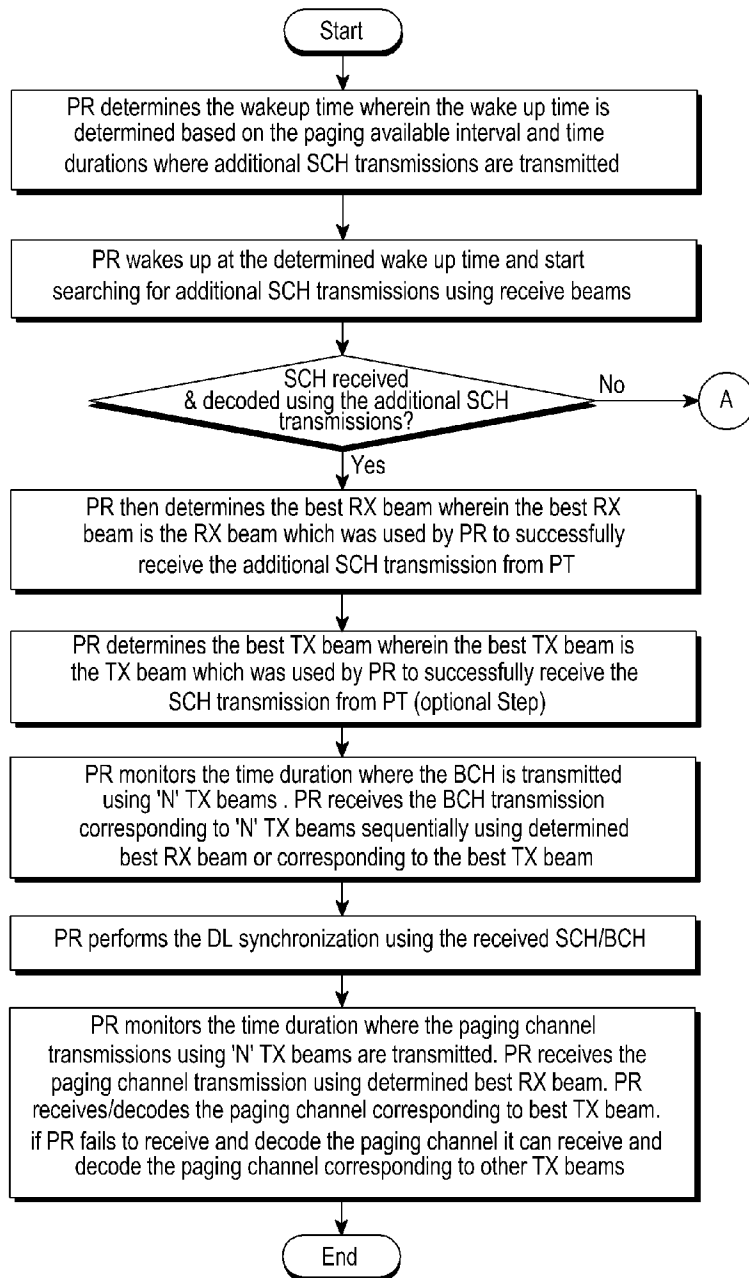 Start
PR determines the wakeup time wherein the wake up time is
determined based on the paging available interval and time
durations where additional SCH transmissions are transmitted
PR wakes up at the determined wake up time and start
searching for additional SCH transmissions using receive beams
SCH received
& decoded using the additional SCH
transmissions?
No
A
Yes
PR then determines the best RX beam wherein the best RX
beam is the RX beam which was used by PR to successfully
receive the additional SCH transmission from PT
PR determines the best TX beam wherein the best TX beam is
the TX beam which was used by PR to successfully receive the
SCH transmission from PT (optional Step)
PR monitors the time duration where the BCH is transmitted
using 'N' TX beams . PR receives the BCH transmission
corresponding to 'N' TX beams sequentially using determined
best RX beam or corresponding to the best TX beam
PR performs the DL synchronization using the received SCH/BCH
PR monitors the time duration where the paging channel
transmissions using 'N' TX beams are transmitted. PR receives the
paging channel transmission using determined best RX beam. PR
receives/decodes the paging channel corresponding to best TX beam.
if PR fails to receive and decode the paging channel it can receive and
decode the paging channel corresponding to other TX beams
End